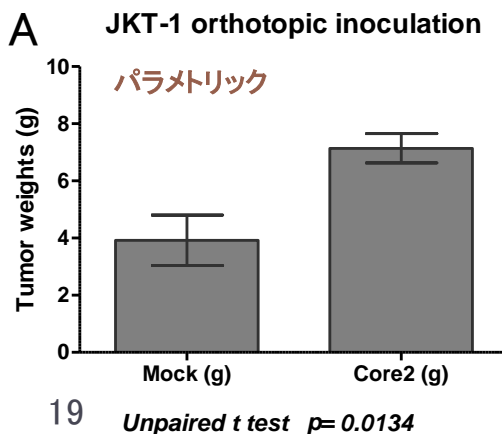 A
JKT-1 orthotopic inoculation
パラメトリック
Tumor weights (g)
10
8
6
4
2
0
Mock (g)
Core2 (g)
19
Unpaired t test p= 0.0134